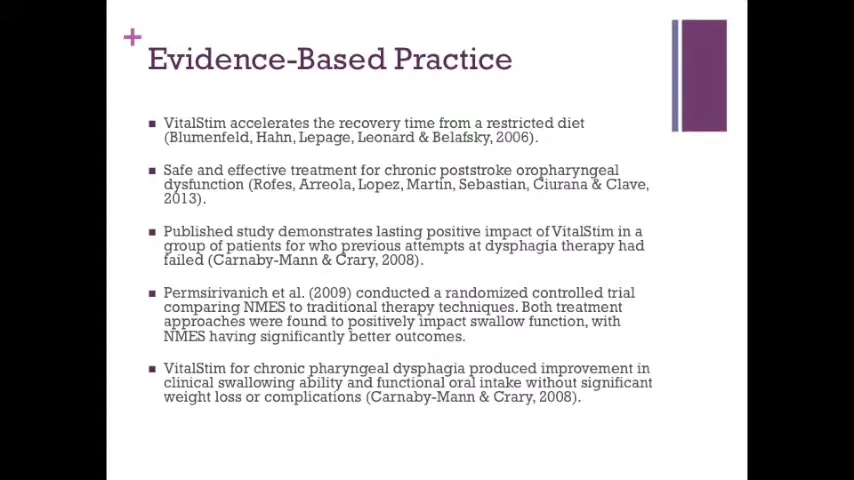 +
Evidence-Based Practice
■ VitalStim accelerates the recovery time from a restricted diet
(Blumenfeld, Hahn, Lepage, Leonard & Belafsky, 2006).
■ Safe and effective treatment for chronic poststroke oropharyngeal
dysfunction (Rofes, Arreola, Lopez, Martin, Sebastian, Ciurana & Clave,
2013).
■ Published study demonstrates lasting positive impact of VitalStim in a
group of patients for who previous attempts at dysphagia therapy had
failed (Carnaby-Mann & Crary, 2008).
■ Permsirivanich et al. (2009) conducted a randomized controlled trial
comparing NMES to traditional therapy techniques. Both treatment
approaches were found to positively impact swallow function, with
NMES having significantly better outcomes.
■ VitalStim for chronic pharyngeal dysphagia produced improvement in
clinical swallowing ability and functional oral intake without significant
weight loss or complications (Carnaby-Mann & Crary, 2008).